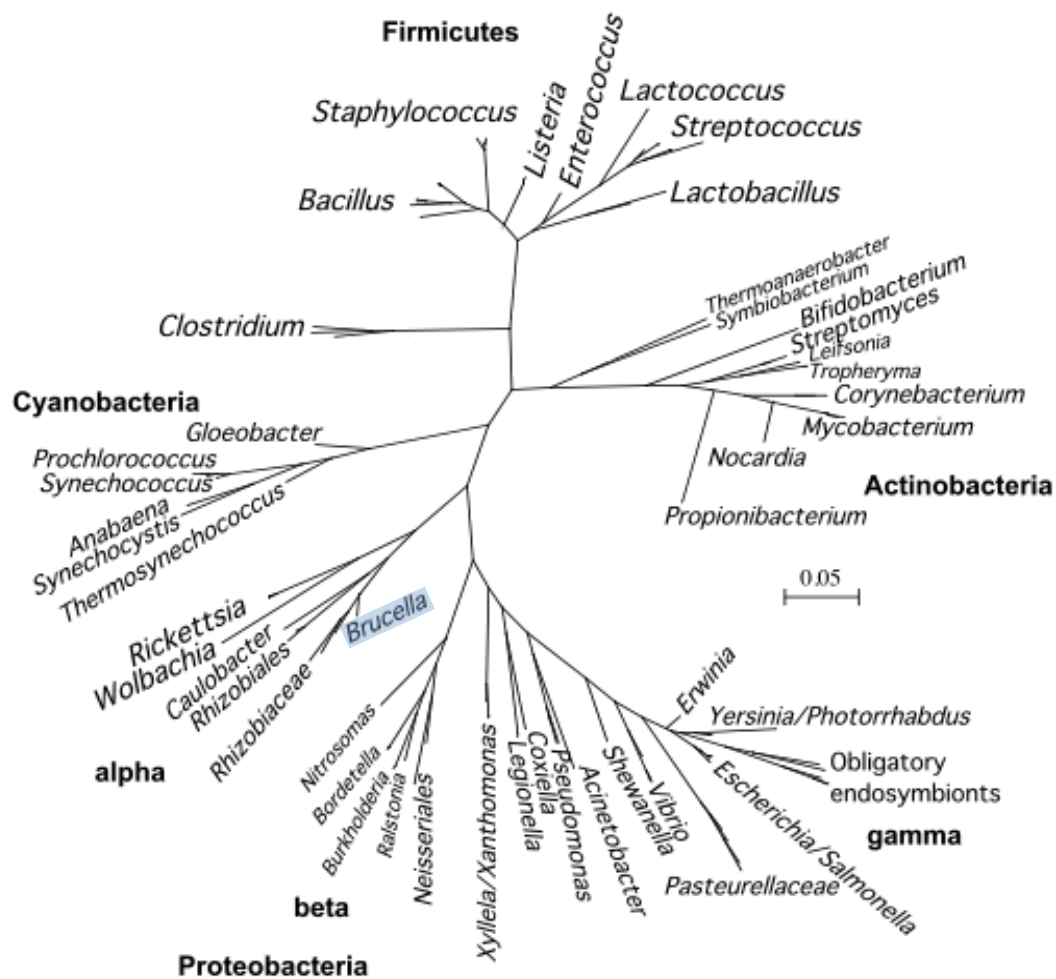 Firmicutes
Staphylococcus
Listeria
Enterococcus
Lactococcus
Streptococcus
Bacillus
Lactobacillus
Thermoanaerobacter
Symbiobacterium
Bifidobacterium
Streptomyces
Leifsonia
Tropheryma
Corynebacterium
Mycobacterium
Nocardia
Propionibacterium
Actinobacteria
Clostridium
Cyanobacteria
Gloeobacter
Prochlorococcus
Synechococcus
Anabaena
Synechocystis
Thermosynechococcus
0.05
Rickettsia
Wolbachia
Caulobacter
Rhizobiales
Rhizobiaceae
Brucella
alpha
Nitrosomas
Bordetella
Burkholderia
Ralstonia
Neisseriales
beta
Xyllela/Xanthomonas
Legionella
Coxiella
Pseudomonas
Acinetobacter
Shewanella
Vibrio
Pasteurellaceae
Erwinia
Yersinia/Photorrhabdus
Obligatory
endosymbionts
Escherichia/Salmonella
gamma
Proteobacteria